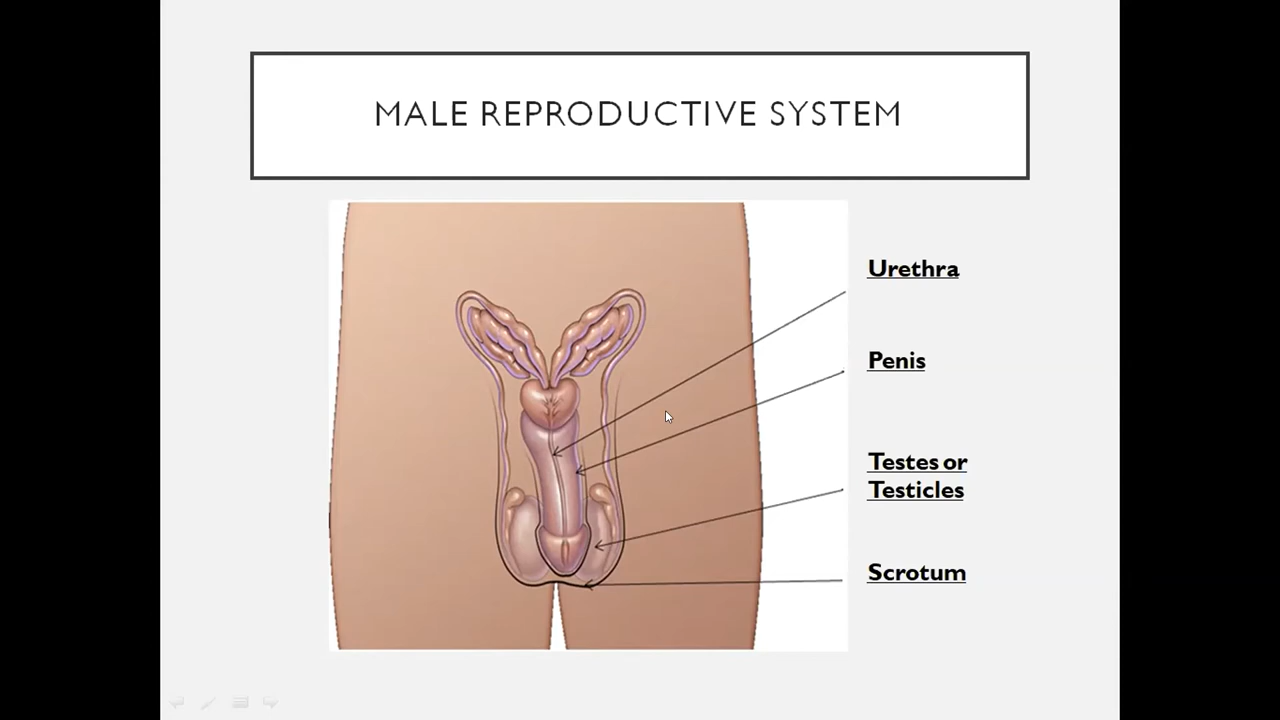 MALE REPRODUCTIVE SYSTEM
Urethra
Penis
Testes or
Testicles
Scrotum